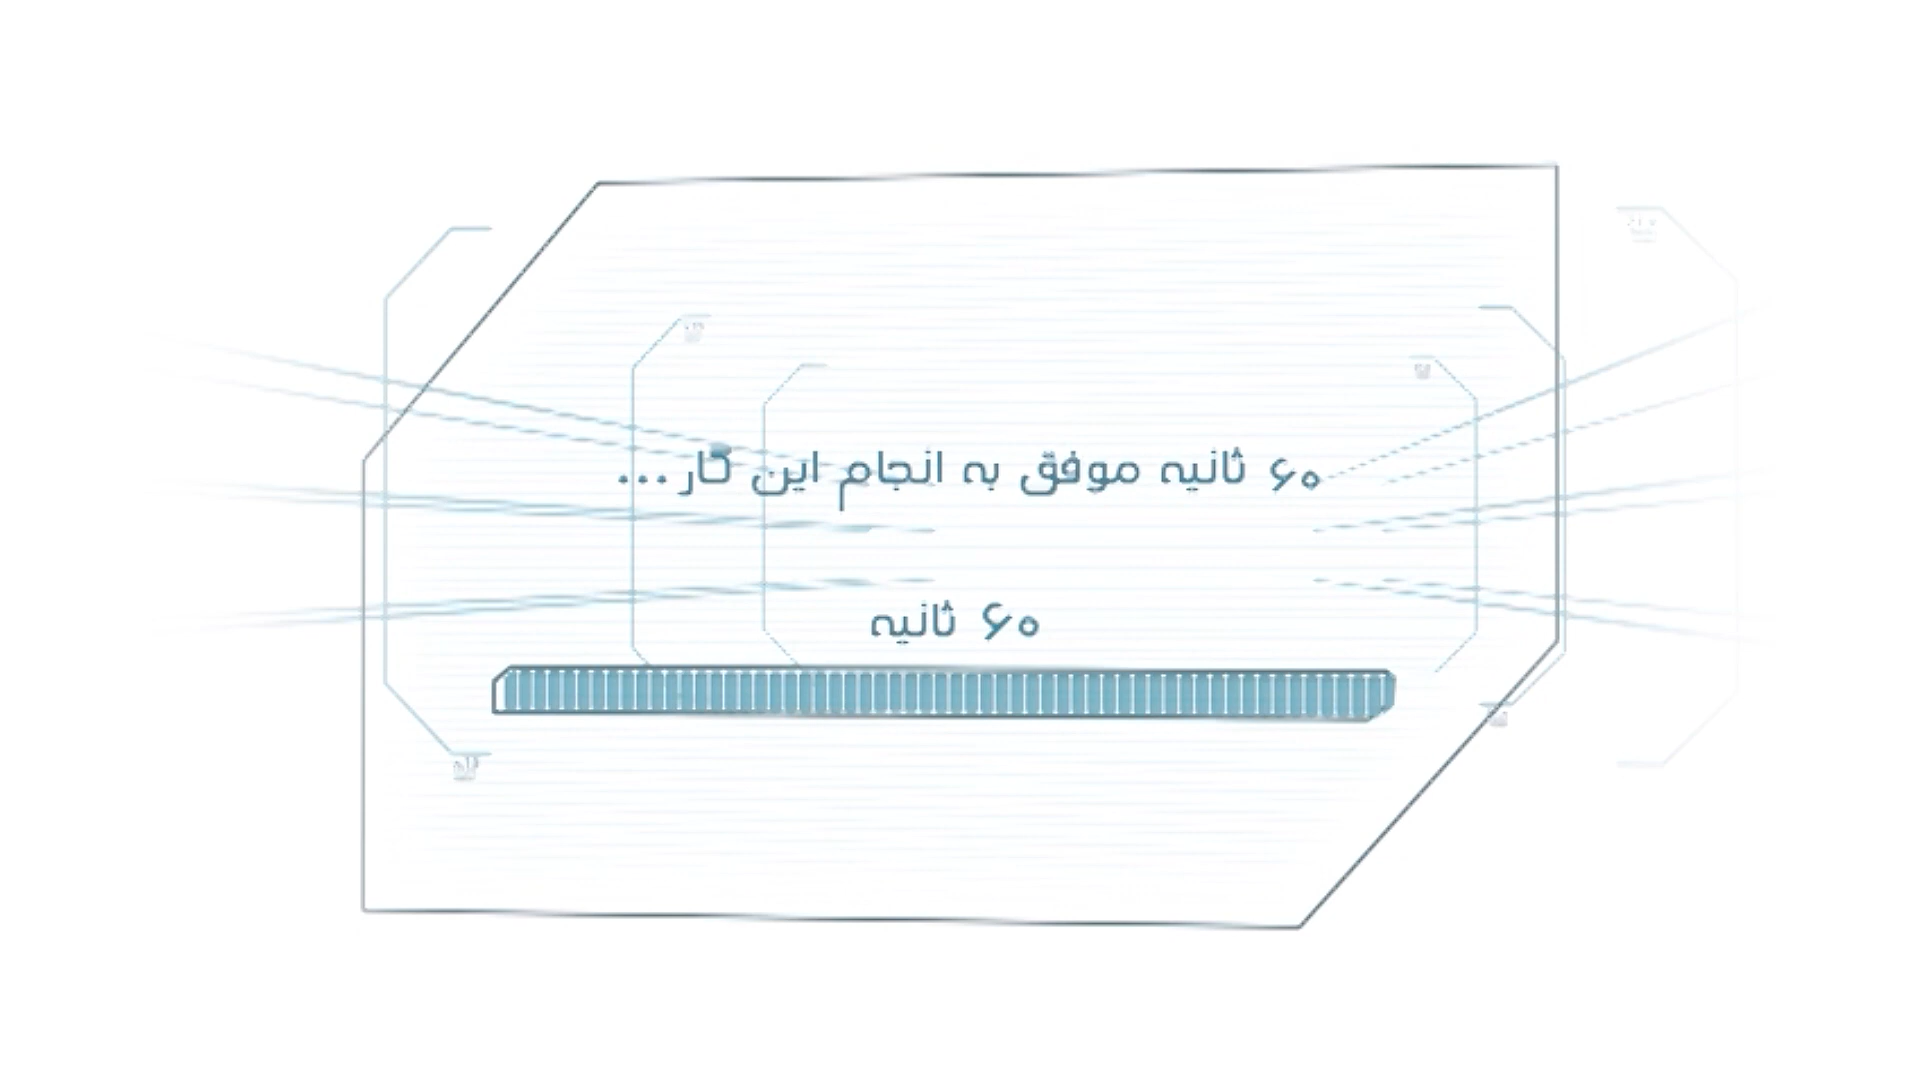 ۶۰ ثانیه موفق به انجام این کار ...
۶۰ ثانیه